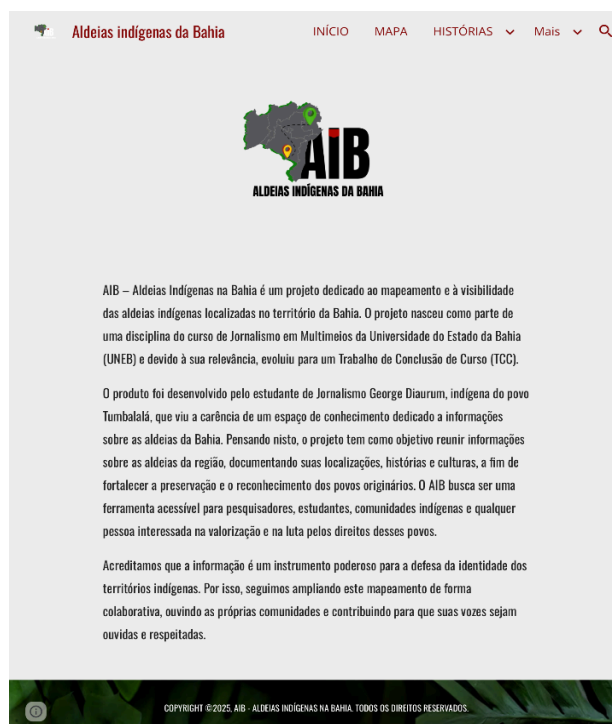 Aldeias indígenas da Bahia
INÍCIO MAPA HISTÓRIAS Mais
AIB
ALDEIAS INDÍGENAS DA BAHIA
AIB – Aldeias Indígenas na Bahia é um projeto dedicado ao mapeamento e à visibilidade
das aldeias indígenas localizadas no território da Bahia. O projeto nasceu como parte de
uma disciplina do curso de Jornalismo em Multimeios da Universidade do Estado da Bahia
(UNEB) e devido à sua relevância, evoluiu para um Trabalho de Conclusão de Curso (TCC).
O produto foi desenvolvido pelo estudante de Jornalismo George Diaurum, indígena do povo
Tumbalalá, que viu a carência de um espaço de conhecimento dedicado a informações
sobre as aldeias da Bahia. Pensando nisto, o projeto tem como objetivo reunir informações
sobre as aldeias da região, documentando suas localizações, histórias e culturas, a fim de
fortalecer a preservação e o reconhecimento dos povos originários. O AIB busca ser uma
ferramenta acessível para pesquisadores, estudantes, comunidades indígenas e qualquer
pessoa interessada na valorização e na luta pelos direitos desses povos.
Acreditamos que a informação é um instrumento poderoso para a defesa da identidade dos
territórios indígenas. Por isso, seguimos ampliando este mapeamento de forma
colaborativa, ouvindo as próprias comunidades e contribuindo para que suas vozes sejam
ouvidas e respeitadas.
COPYRIGHT ©2025, AIB - ALDEIAS INDÍGENAS NA BAHIA. TODOS OS DIREITOS RESERVADOS.